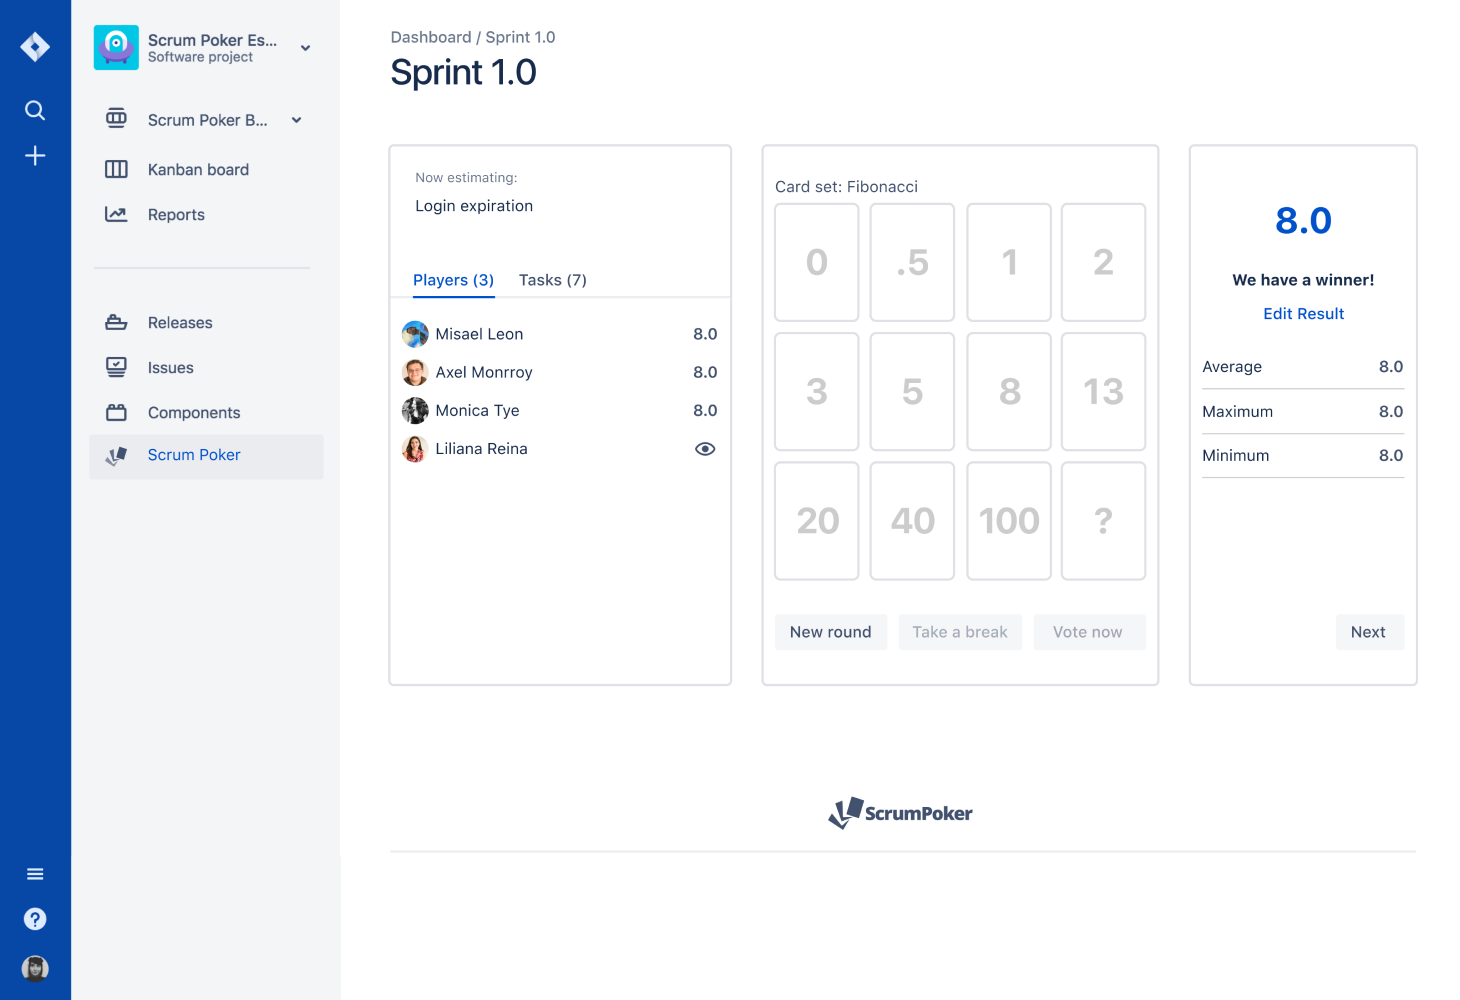 Scrum Poker Es...
Software project
Scrum Poker B...
Kanban board
Reports
Releases
Issues
Components
Scrum Poker
Dashboard / Sprint 1.0
Sprint 1.0
Now estimating:
Login expiration
Players (3) Tasks (7)
Misael Leon 8.0
Axel Monrroy 8.0
Monica Tye 8.0
Liliana Reina
Card set: Fibonacci
0 .5 1 2
3 5 8 13
20 40 100 ?
New round Take a break Vote now
8.0
We have a winner!
Edit Result
Average 8.0
Maximum 8.0
Minimum 8.0
Next
ScrumPoker
?